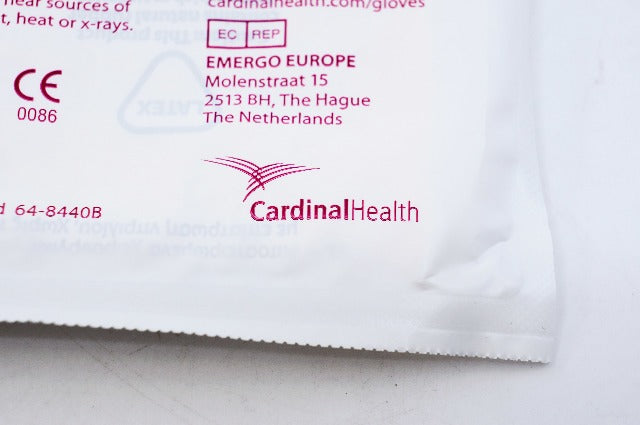 near sources of
t, heat or x-rays.
cardinalhealth.com/gloves
EC REP
EMERGO EUROPE
Molenstraat 15
2513 BH, The Hague
The Netherlands
CE
0086
LATEX
64-8440B
CardinalHealth